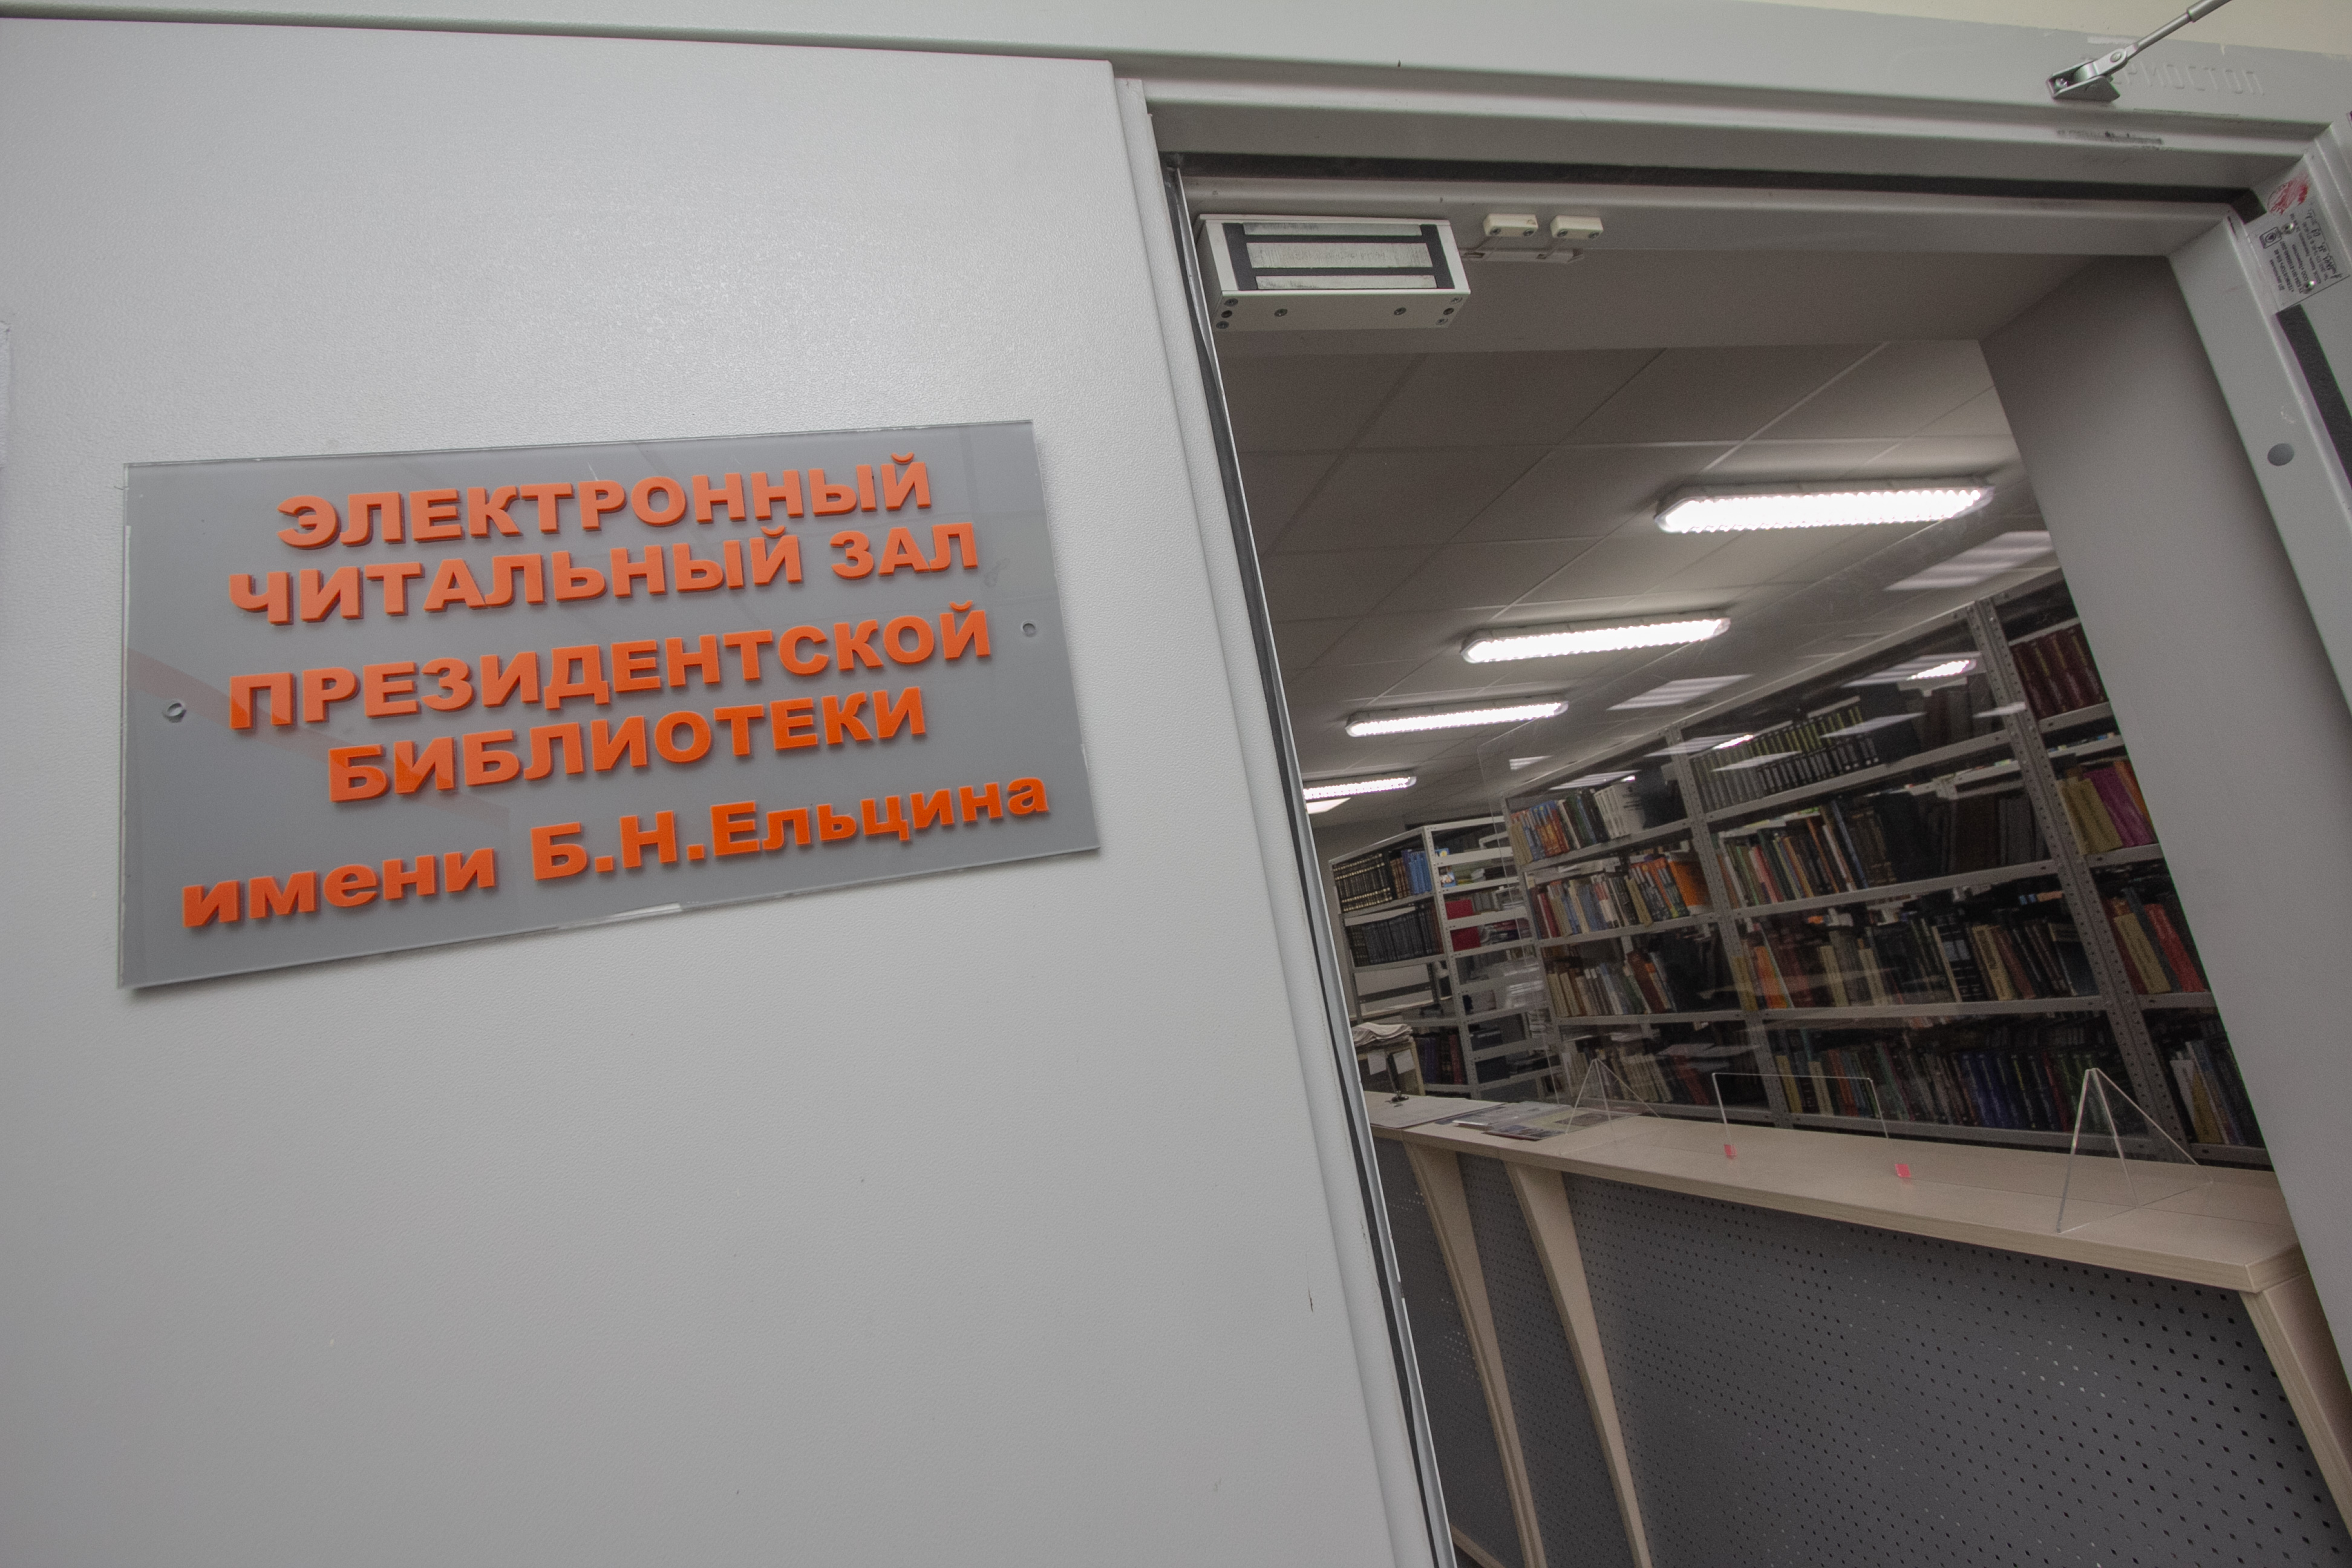 ЭЛЕКТРОННЫЙ
ЧИТАЛЬНЫЙ ЗАЛ
ПРЕЗИДЕНТСКОЙ
БИБЛИОТЕКИ
имени Б.Н.Ельцина